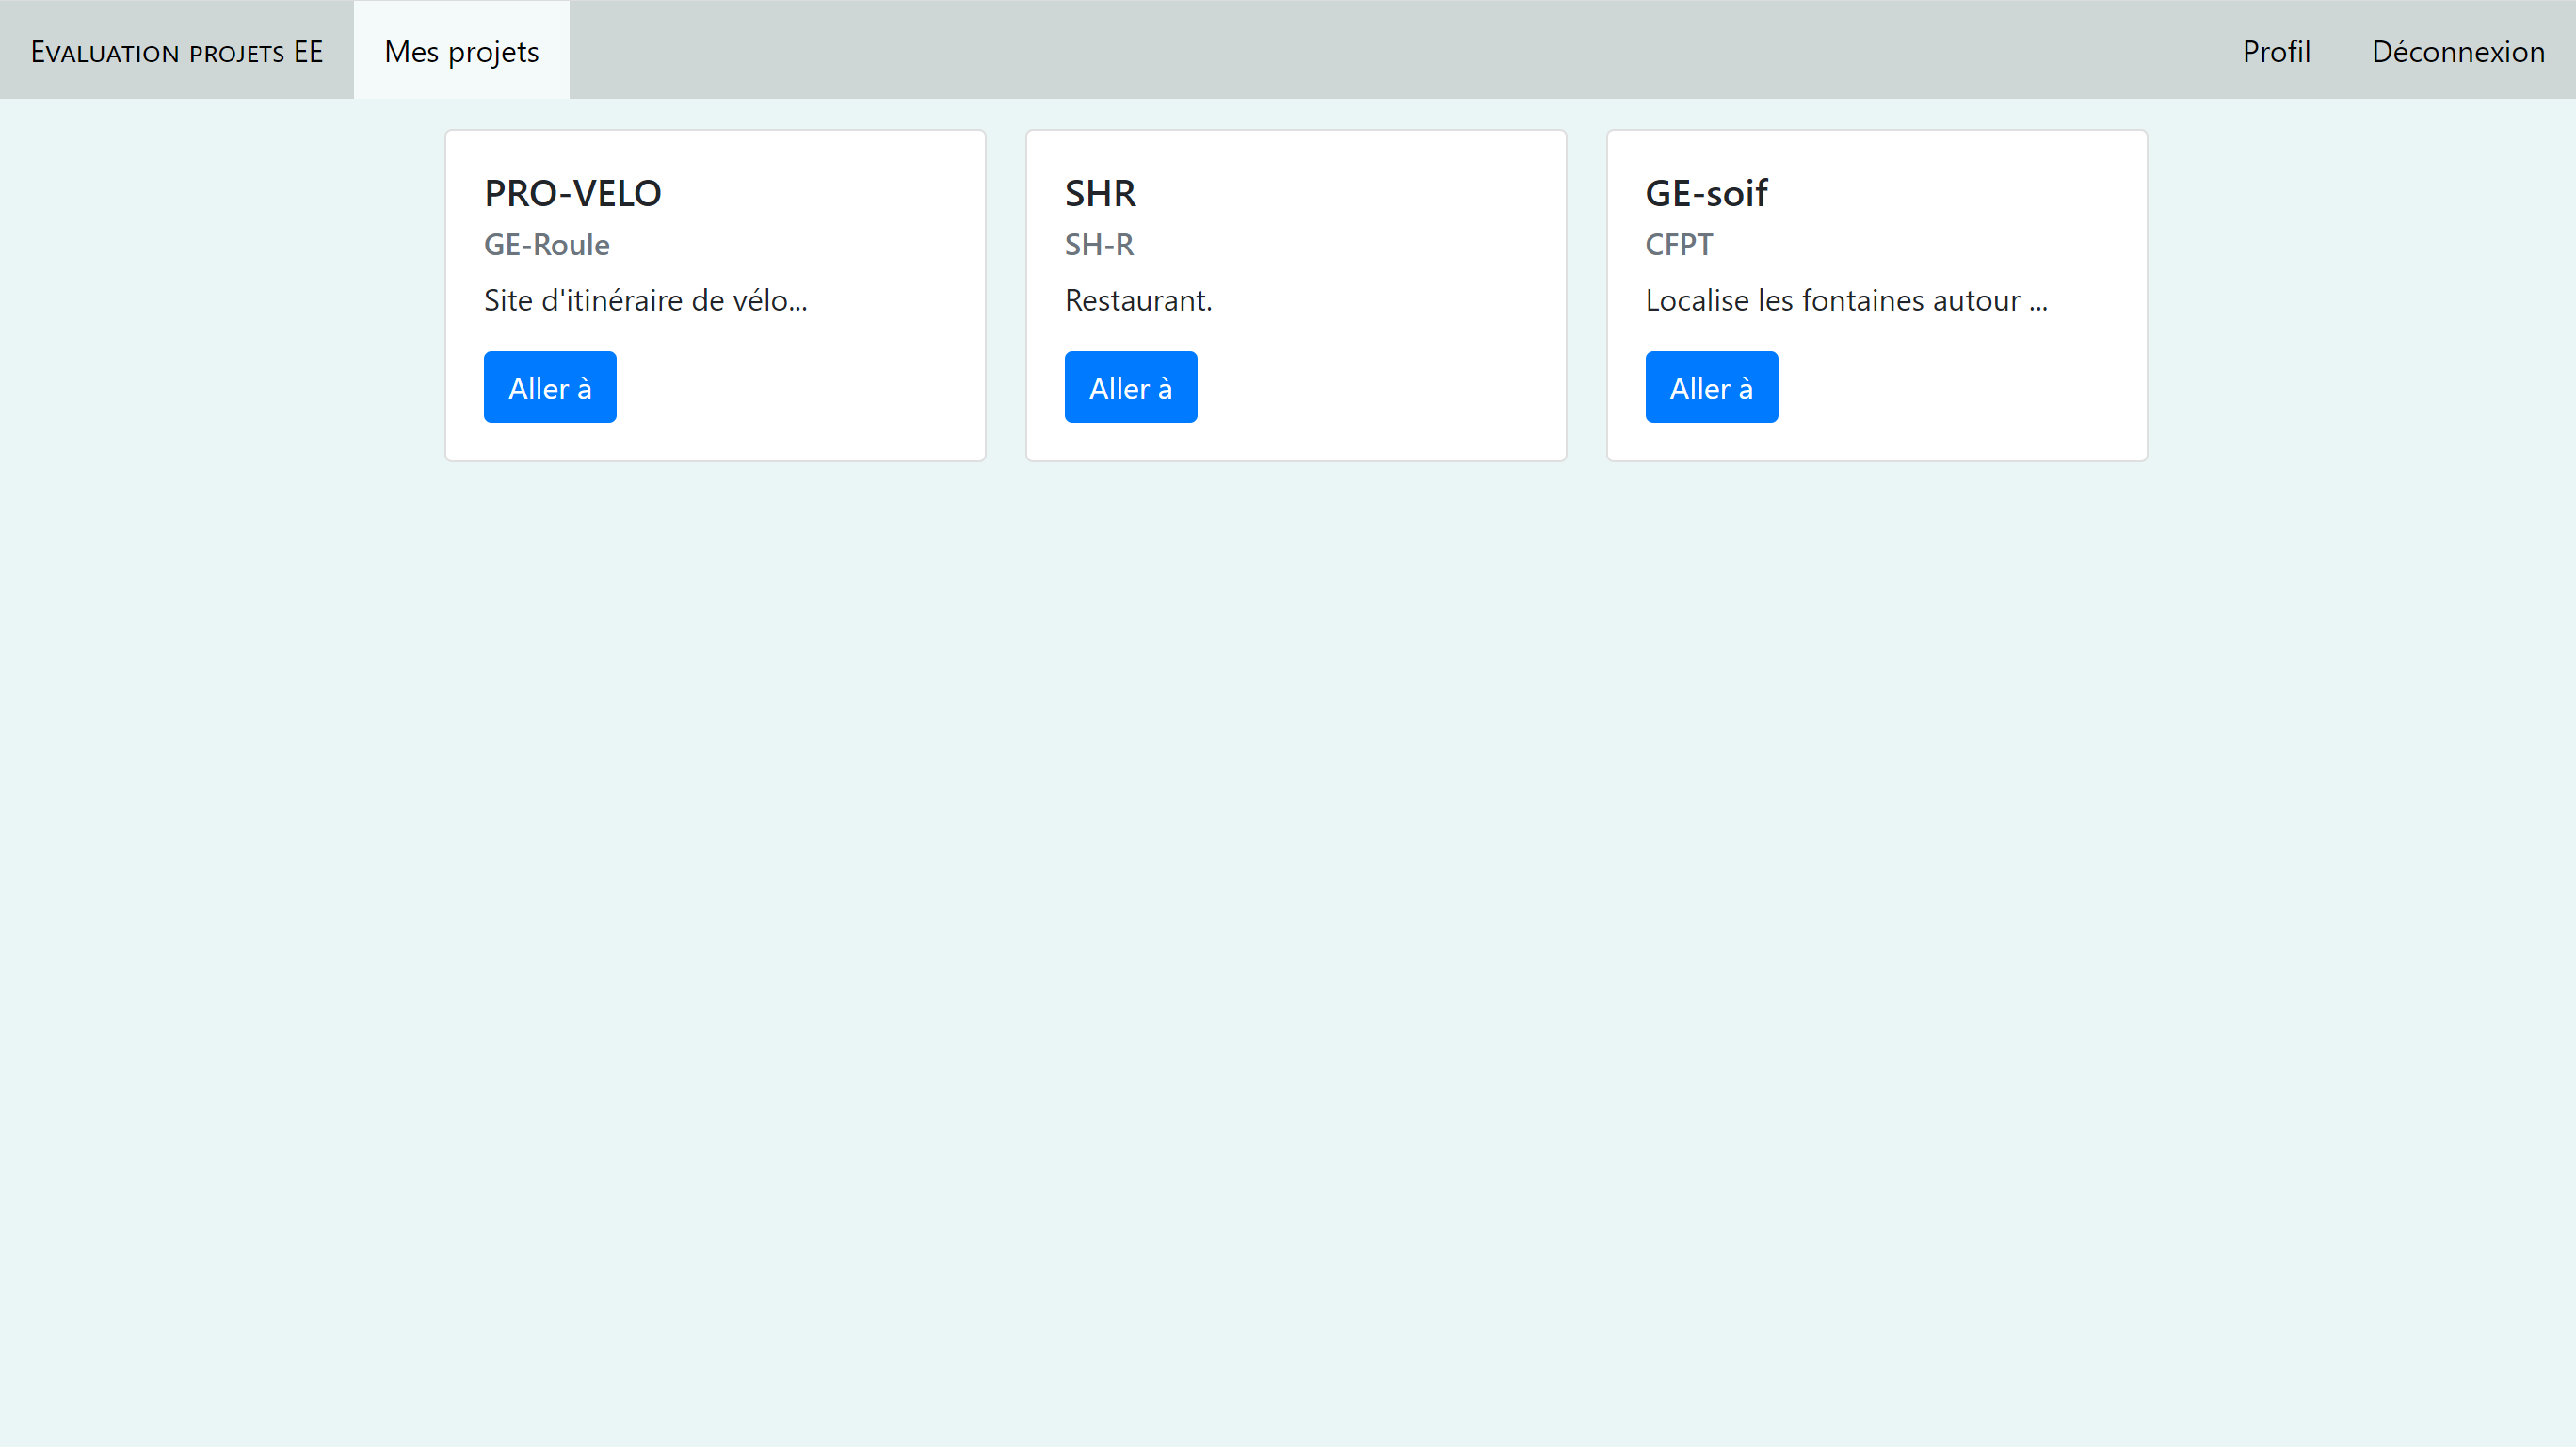 Evaluation projets EE
Mes projets
Profil
Déconnexion
PRO-VELO
GE-Roule
Site d'itinéraire de vélo...
Aller à
SHR
SH-R
Restaurant.
Aller à
GE-soif
CFPT
Localise les fontaines autour ...
Aller à